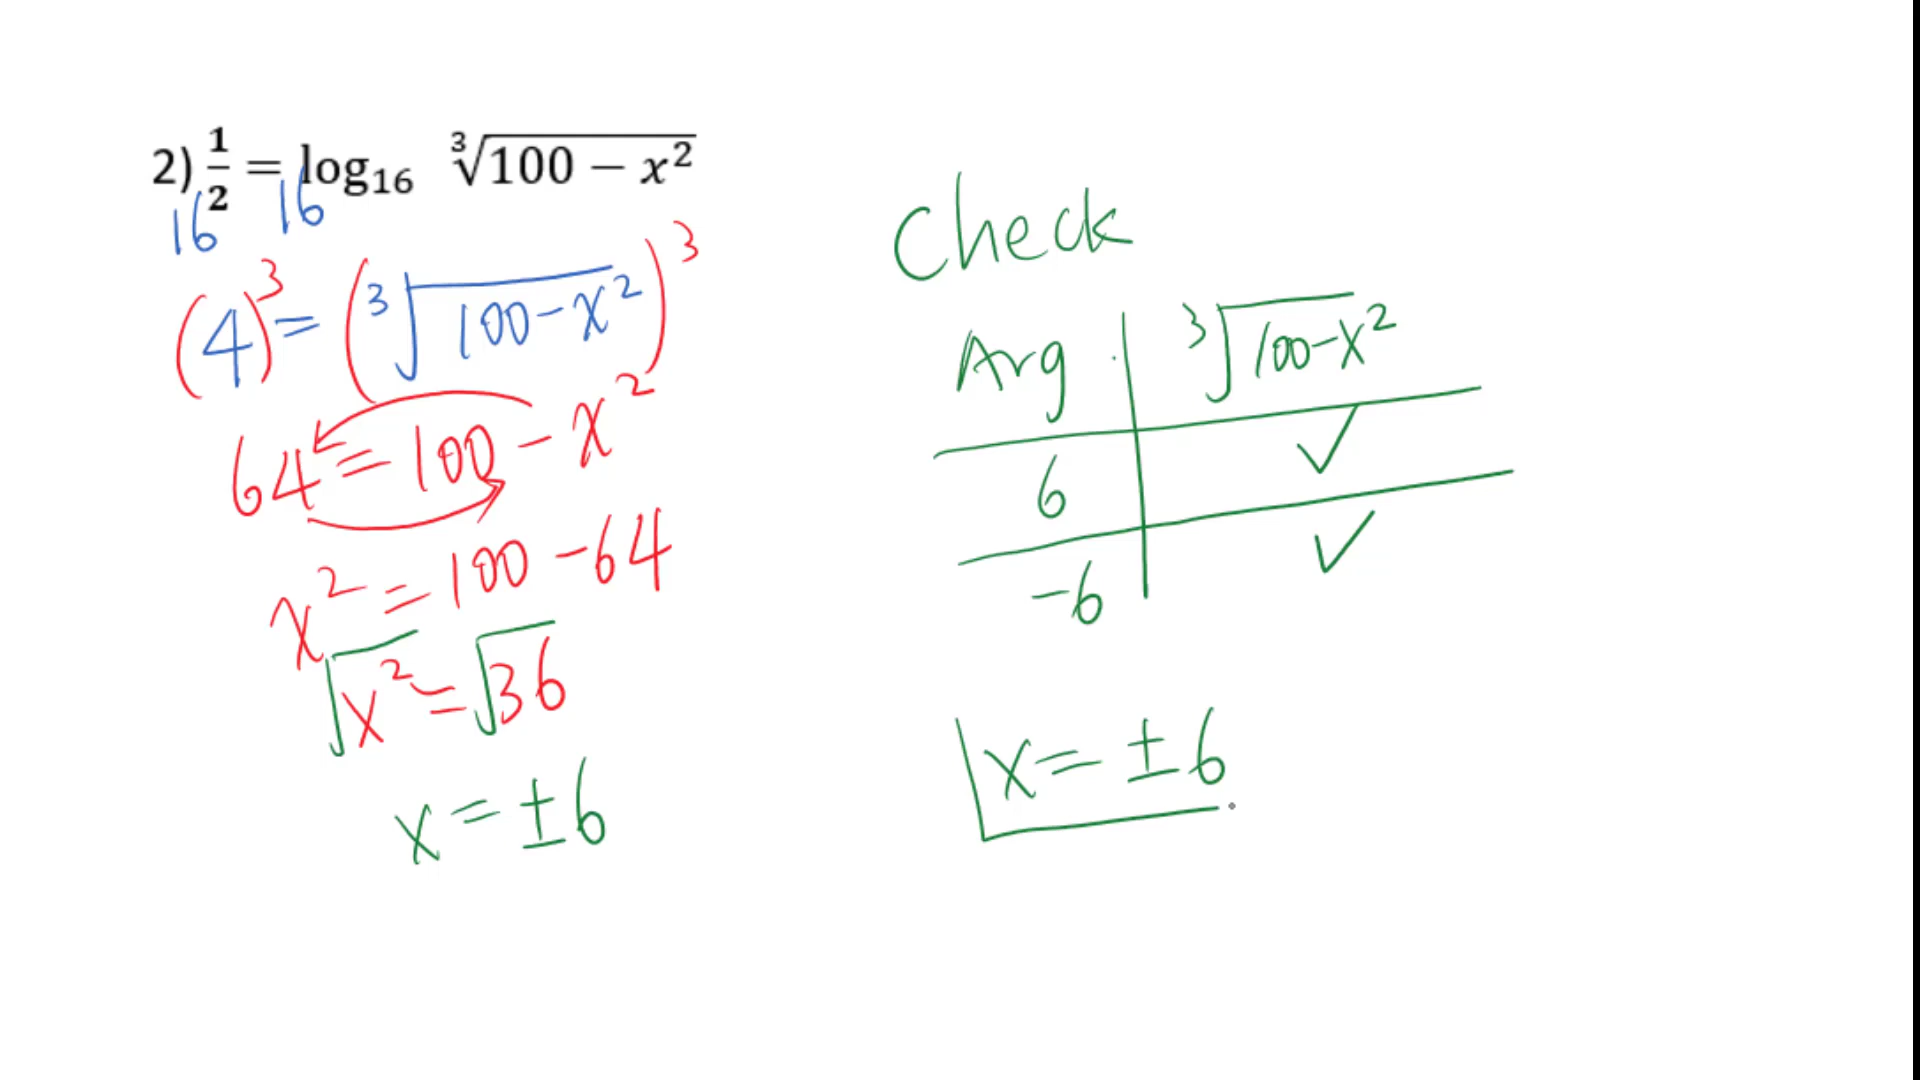 2) 1/2 = log₁₆ ∛(100 − x²)
16 16
(4)³ = (∛(100-x²))³
64 = 100 - x²
x² = 100 - 64
√x² = √36
x = ±6
Check
Arg ∛(100-x²)
6 ✓
-6 ✓
x = ±6